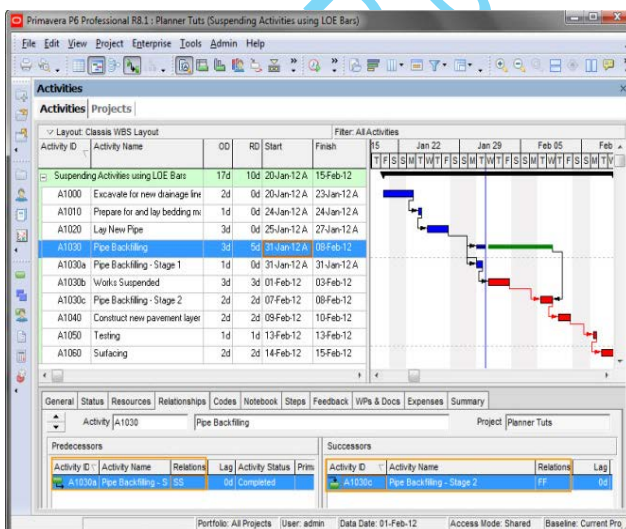 Primavera P6 Professional R8.1 : Planner Tuts (Suspending Activities using LOE Bars)
File Edit View Project Enterprise Tools Admin Help
Activities
Activities Projects
Layout: Classis WBS Layout Filter: All Activities
Activity ID Activity Name OD RD Start Finish 15 Jan 22 Jan 29 Feb 05 Feb
T F S S M T W T F S S M T W T F S S M T W T F S S M T W
Suspending Activities using LOE Bars 17d 10d 20-Jan-12 A 15-Feb-12
A1000 Excavate for new drainage line 2d 0d 20-Jan-12 A 23-Jan-12 A
A1010 Prepare for and lay bedding ma 1d 0d 24-Jan-12 A 24-Jan-12 A
A1020 Lay New Pipe 3d 0d 25-Jan-12 A 27-Jan-12 A
A1030 Pipe Backfilling 3d 5d 31-Jan-12 A 08-Feb-12
A1030a Pipe Backfilling - Stage 1 1d 0d 31-Jan-12 A 31-Jan-12 A
A1030b Works Suspended 3d 3d 01-Feb-12 03-Feb-12
A1030c Pipe Backfilling - Stage 2 2d 2d 07-Feb-12 08-Feb-12
A1040 Construct new pavement layer 2d 2d 09-Feb-12 10-Feb-12
A1050 Testing 1d 1d 13-Feb-12 13-Feb-12
A1060 Surfacing 2d 2d 14-Feb-12 15-Feb-12
General Status Resources Relationships Codes Notebook Steps Feedback WPs & Docs Expenses Summary
Activity A1030 Pipe Backfilling Project Planner Tuts
Predecessors Successors
Activity ID Activity Name Relations Lag Activity Status Prima Activity ID Activity Name Relations Lag
A1030a Pipe Backfilling - S SS 0d Completed A1030c Pipe Backfilling - Stage 2 FF 0d
Portfolio: All Projects User: admin Data Date: 01-Feb-12 Access Mode: Shared Baseline: Current Proj